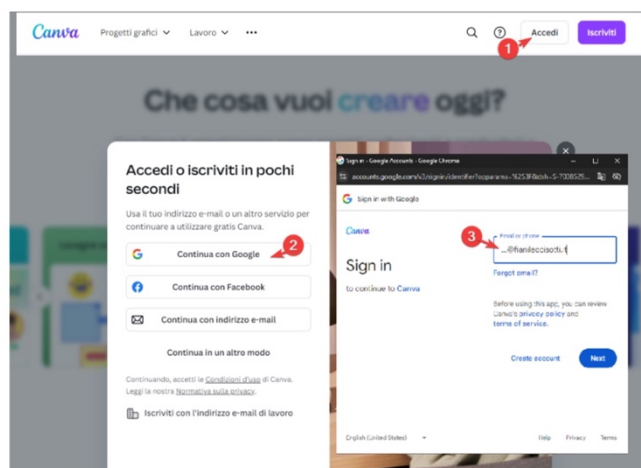 Canva Progetti grafici Lavoro ••• Accedi Iscriviti
1
Che cosa vuoi creare oggi?
Accedi o iscriviti in pochi
secondi
Usa il tuo indirizzo e-mail o un altro servizio per
continuare a utilizzare gratis Canva.
Continua con Google
2
Continua con Facebook
Continua con indirizzo e-mail
Continua in un altro modo
Continuando, accetti le Condizioni d'uso di Canva.
Leggi la nostra Normativa sulla privacy.
Iscriviti con l'indirizzo e-mail di lavoro
Sign in - Google Accounts - Google Chrome
Sign in with Google
Canva
Sign in
to continue to Canva
3
Email or phone
Forgot email?
Before using this app, you can review
Canva's privacy policy and
terms of service.
Create account Next
English (United States) Help Privacy Terms